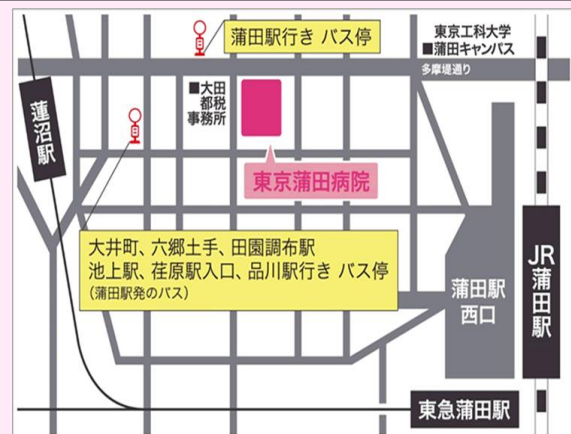 蒲田駅行き バス停
東京工科大学
■蒲田キャンパス
多摩堤通り
■大田
都税
事務所
蓮沼駅
東京蒲田病院
大井町、六郷土手、田園調布駅
池上駅、荏原駅入口、品川駅行き バス停
（蒲田駅発のバス）
蒲田駅
西口
JR蒲田駅
東急蒲田駅